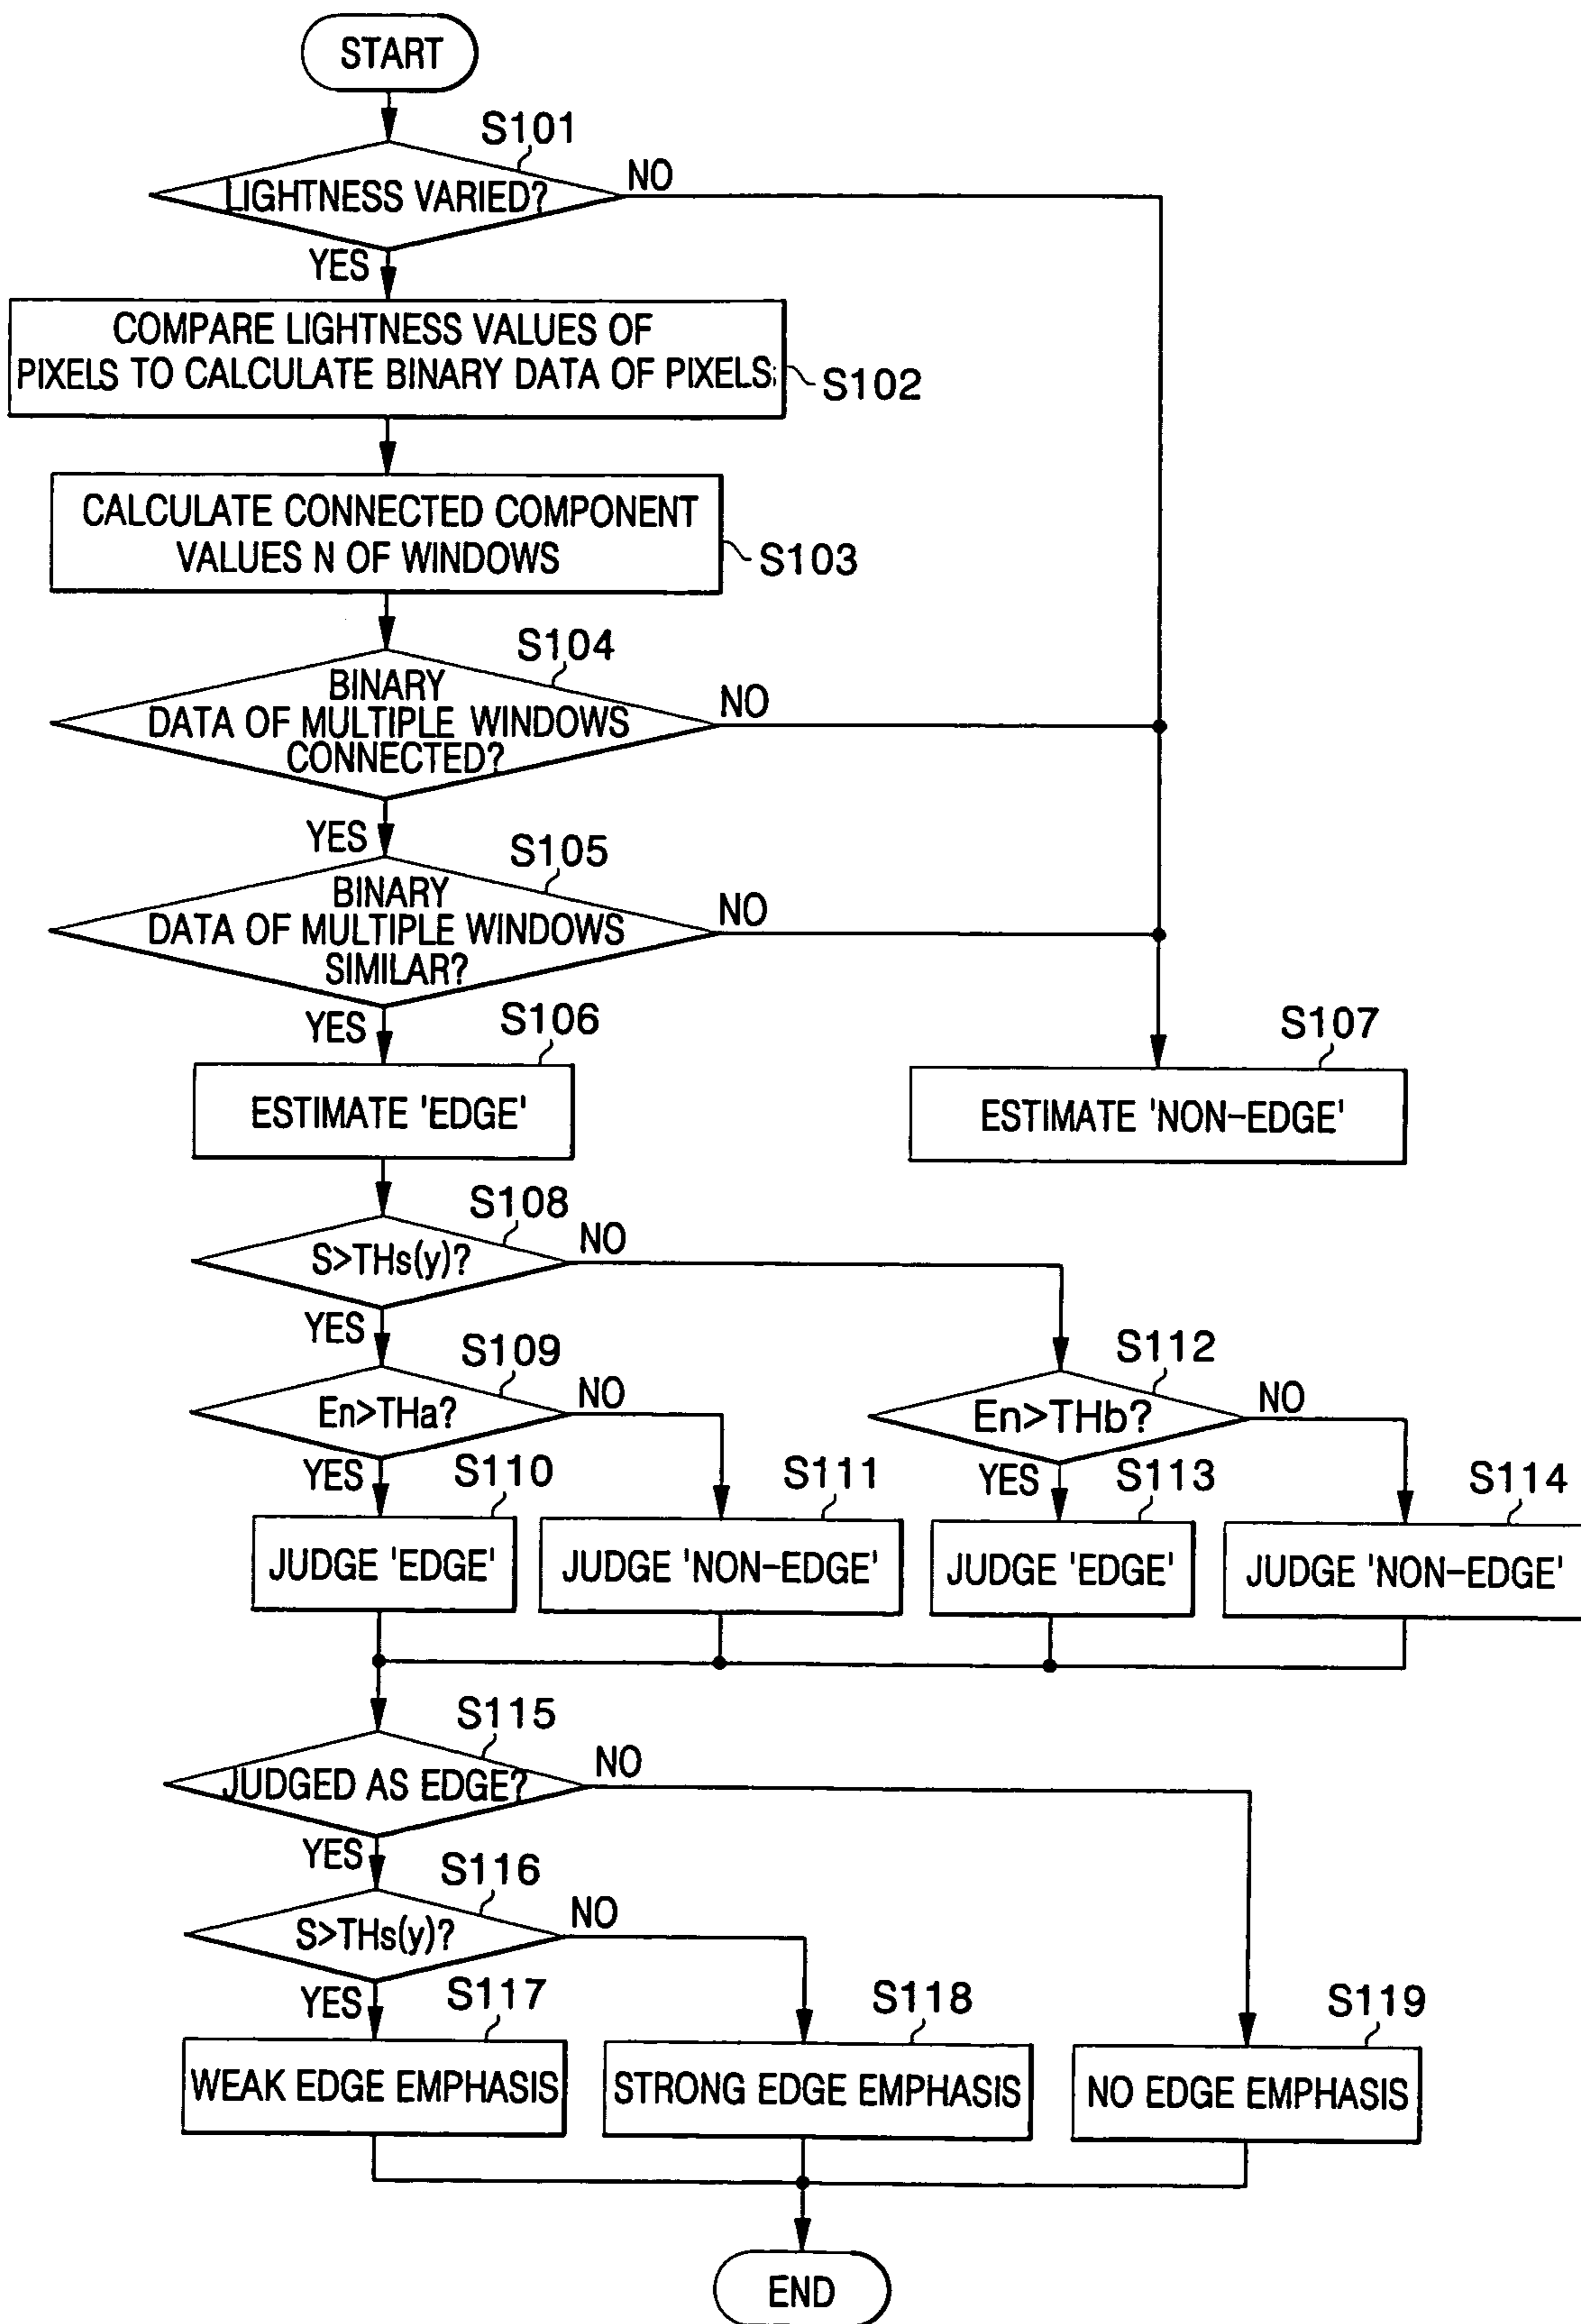 START
S101
LIGHTNESS VARIED?
NO
YES
COMPARE LIGHTNESS VALUES OF
PIXELS TO CALCULATE BINARY DATA OF PIXELS
S102
CALCULATE CONNECTED COMPONENT
VALUES N OF WINDOWS
S103
S104
BINARY
DATA OF MULTIPLE WINDOWS
CONNECTED?
NO
YES
S105
BINARY
DATA OF MULTIPLE WINDOWS
SIMILAR?
NO
YES
S106
S107
ESTIMATE 'EDGE'
ESTIMATE 'NON-EDGE'
S108
S>THs(y)?
NO
YES
S109
En>THa?
NO
S112
En>THb?
NO
YES
S110
S111
YES
S113
S114
JUDGE 'EDGE'
JUDGE 'NON-EDGE'
JUDGE 'EDGE'
JUDGE 'NON-EDGE'
S115
JUDGED AS EDGE?
NO
YES
S116
S>THs(y)?
NO
YES
S117
S118
S119
WEAK EDGE EMPHASIS
STRONG EDGE EMPHASIS
NO EDGE EMPHASIS
END